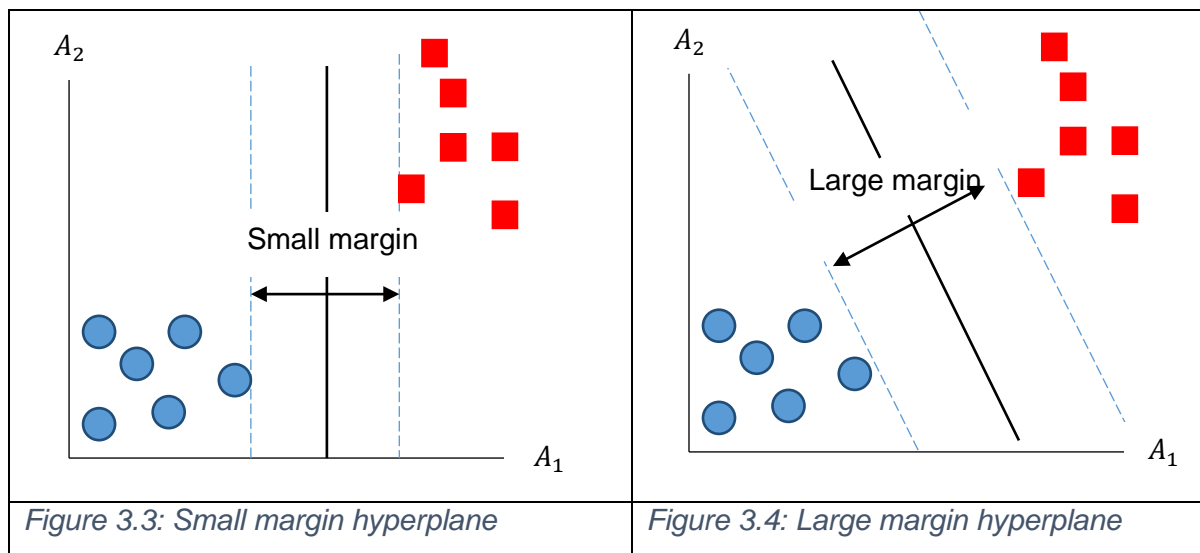 A₂
Small margin
A₁
Figure 3.3: Small margin hyperplane
A₂
Large margin
A₁
Figure 3.4: Large margin hyperplane